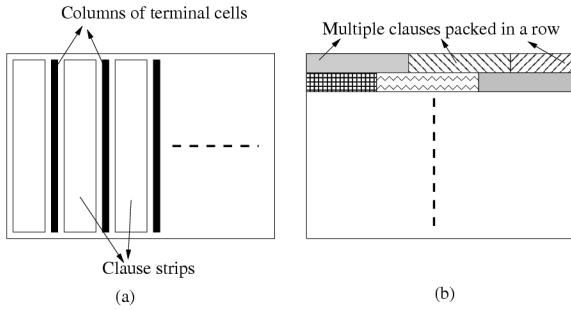 Columns of terminal cells
Multiple clauses packed in a row
Clause strips
(a)
(b)